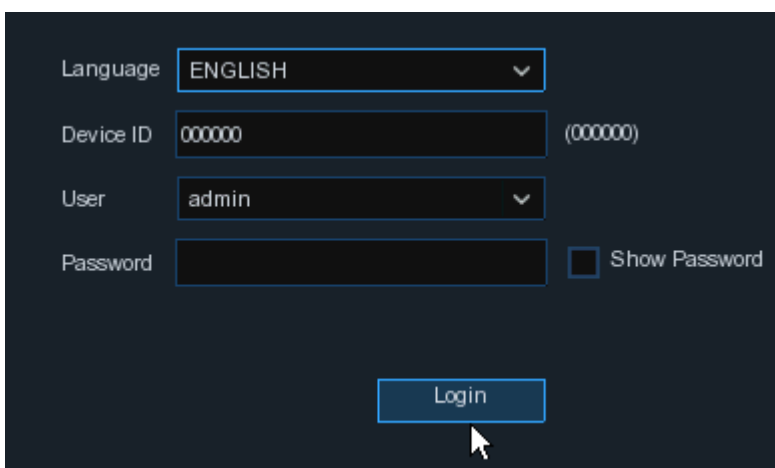 Language ENGLISH
Device ID 000000 (000000)
User admin
Password Show Password
Login